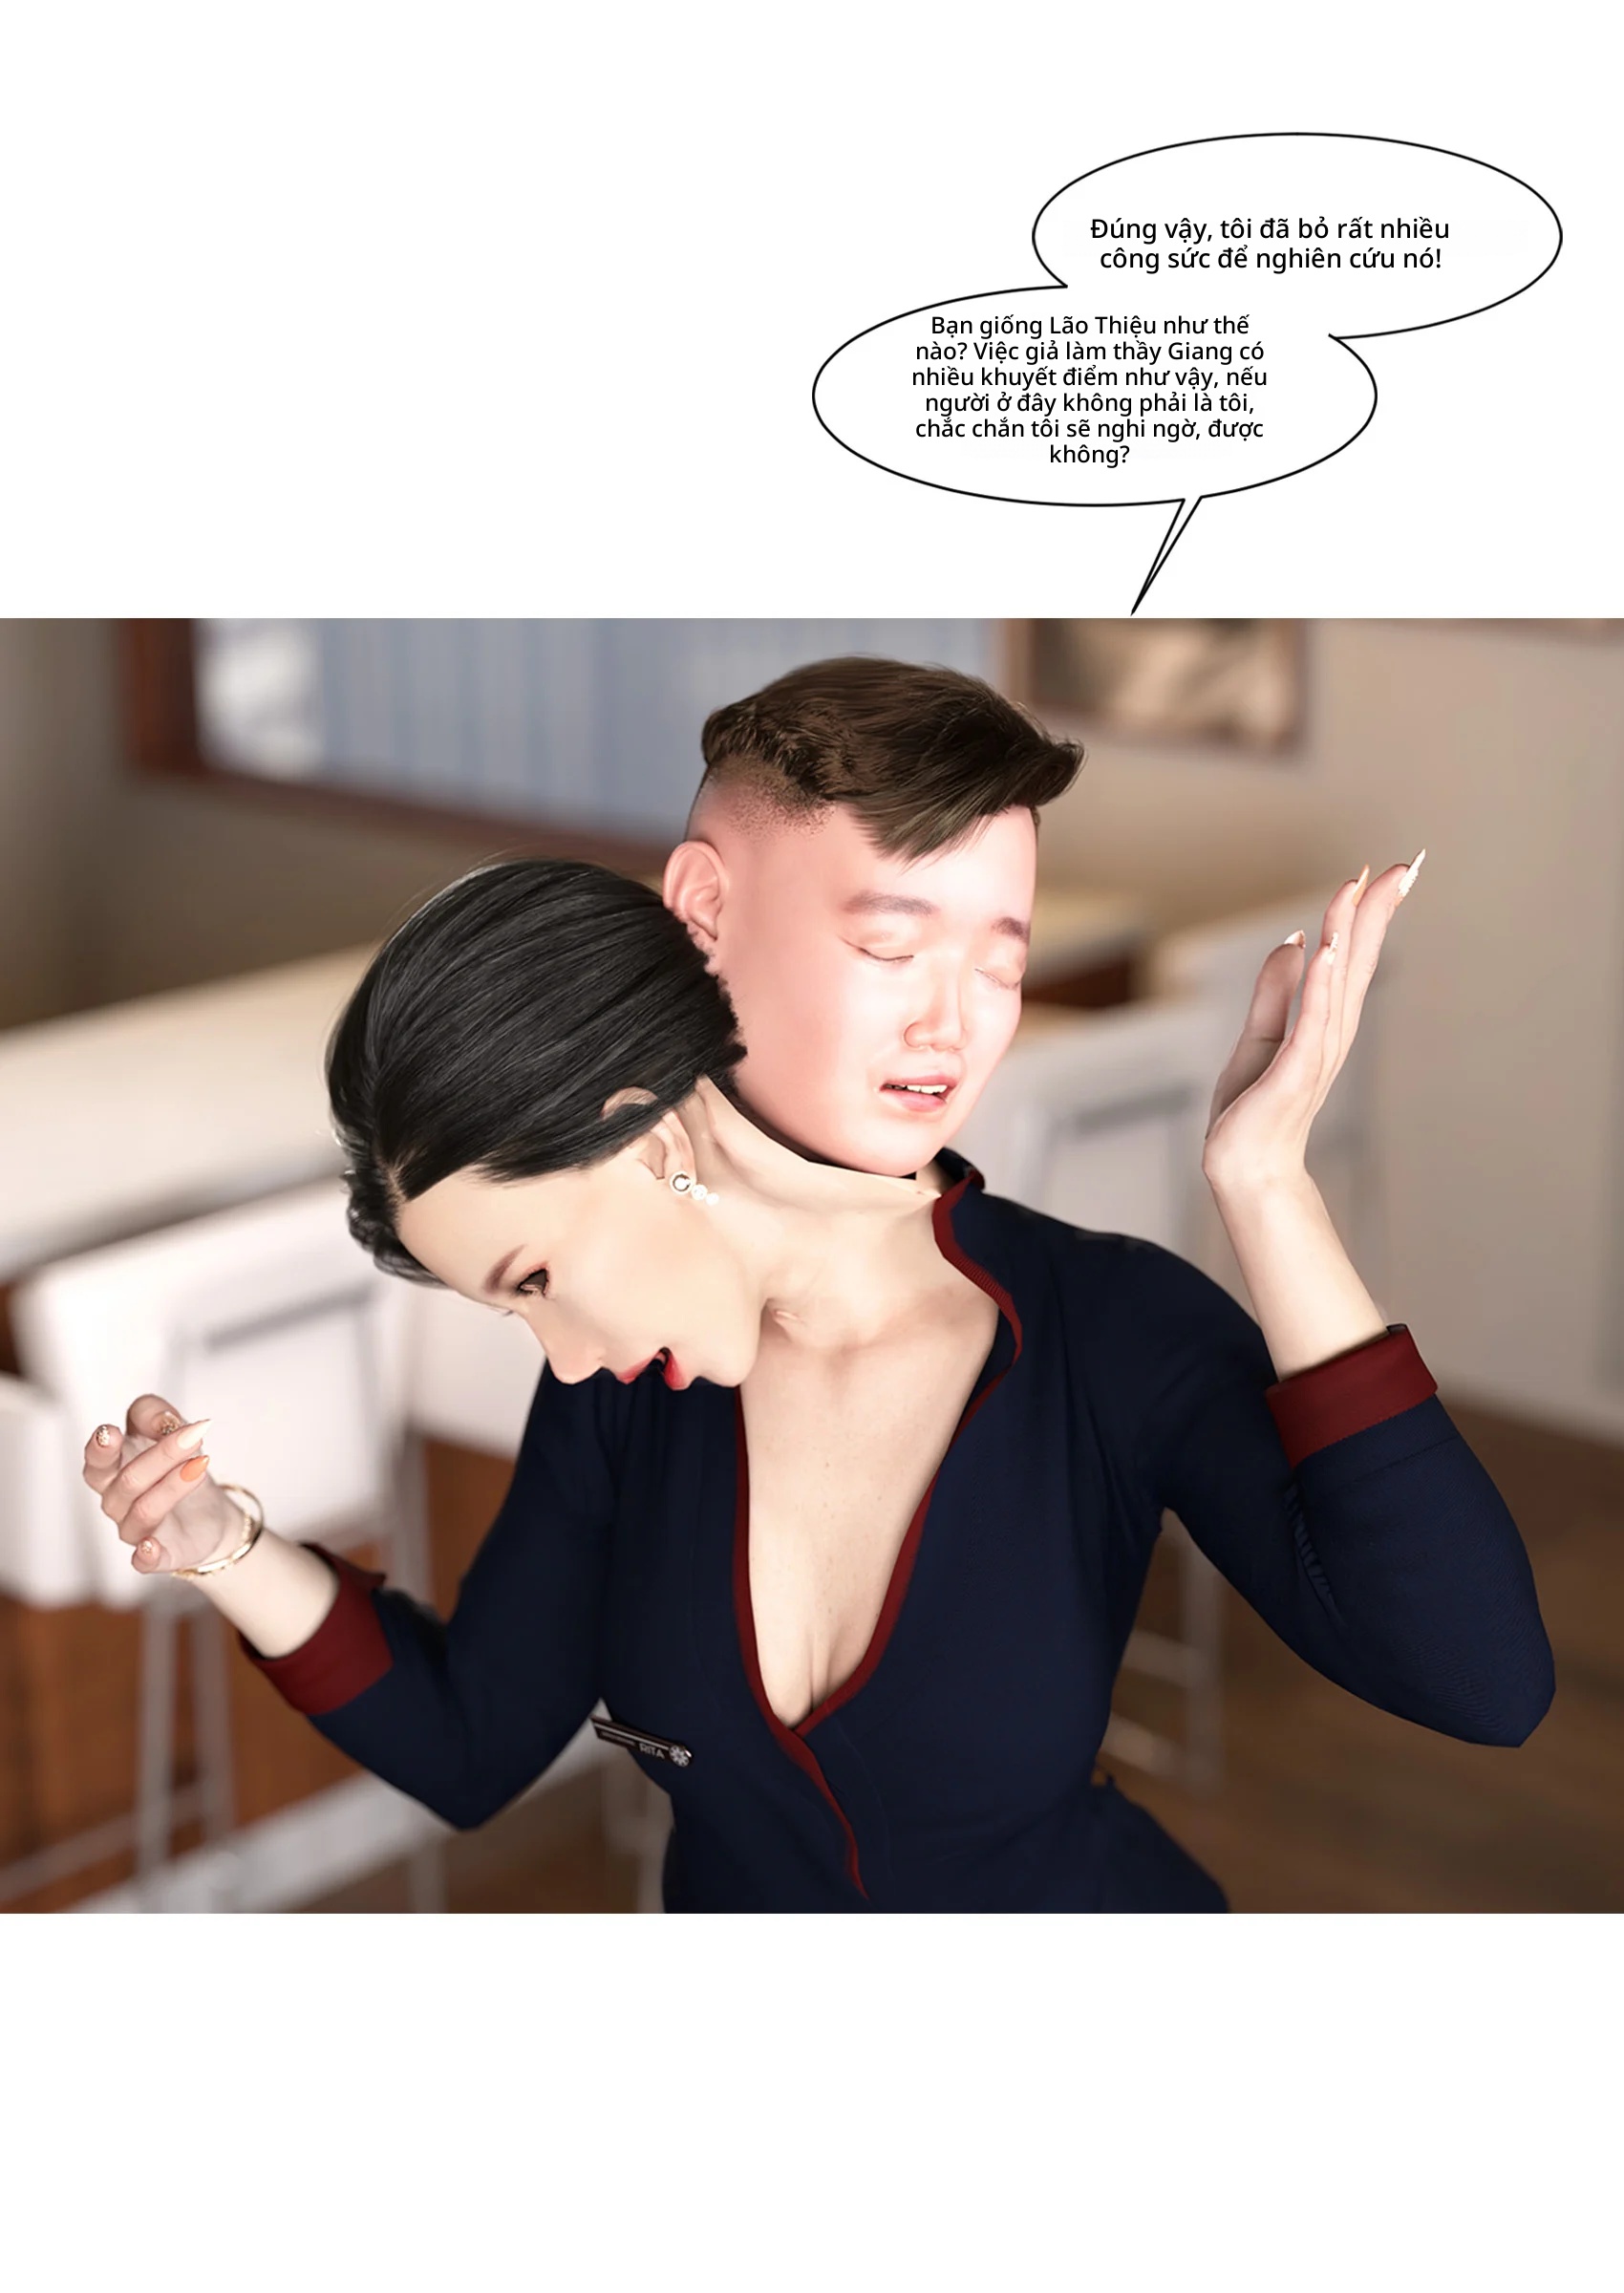 Đúng vậy, tôi đã bỏ rất nhiều
công sức để nghiên cứu nó!
Bạn giống Lão Thiệu như thế
nào? Việc giả làm thầy Giang có
nhiều khuyết điểm như vậy, nếu
người ở đây không phải là tôi,
chắc chắn tôi sẽ nghi ngờ, được
không?
RITA